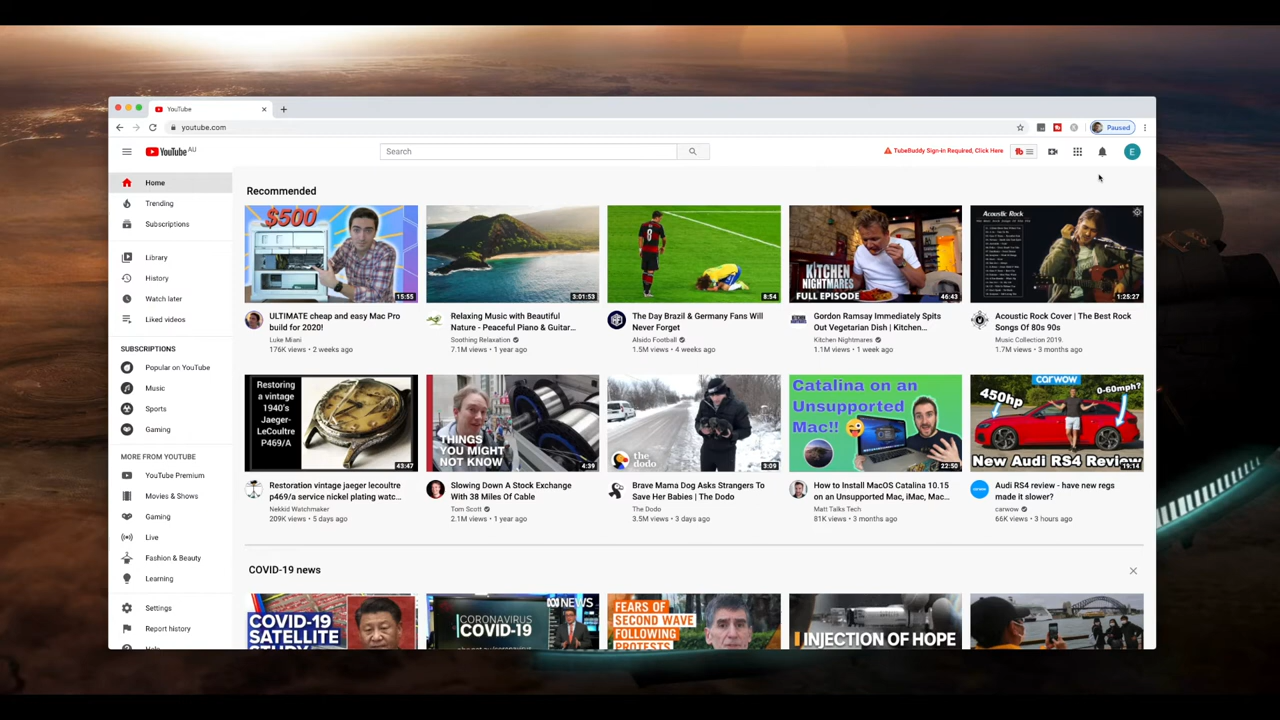 YouTube
youtube.com
Paused
YouTube AU
Search
TubeBuddy Sign-in Required, Click Here
E
Home
Trending
Subscriptions
Library
History
Watch later
Liked videos
SUBSCRIPTIONS
Popular on YouTube
Music
Sports
Gaming
MORE FROM YOUTUBE
YouTube Premium
Movies & Shows
Gaming
Live
Fashion & Beauty
Learning
Settings
Report history
Recommended
$500
15:55
ULTIMATE cheap and easy Mac Pro
build for 2020!
Luke Miani
176K views • 2 weeks ago
3:01:53
Relaxing Music with Beautiful
Nature - Peaceful Piano & Guitar...
Soothing Relaxation
7.1M views • 1 year ago
8
8:54
The Day Brazil & Germany Fans Will
Never Forget
Alsido Football
1.5M views • 4 weeks ago
KITCHEN
NIGHTMARES
FULL EPISODE
46:43
Gordon Ramsay Immediately Spits
Out Vegetarian Dish | Kitchen...
Kitchen Nightmares
1.1M views • 1 week ago
Acoustic Rock
1:25:27
Acoustic Rock Cover | The Best Rock
Songs Of 80s 90s
Music Collection 2019.
1.7M views • 3 months ago
Restoring
a vintage
1940's
Jaeger-
LeCoultre
P469/A
43:47
Restoration vintage jaeger lecoultre
p469/a service nickel plating watc...
Nekkid Watchmaker
209K views • 5 days ago
THINGS
YOU MIGHT
NOT KNOW
4:39
Slowing Down A Stock Exchange
With 38 Miles Of Cable
Tom Scott
2.1M views • 1 year ago
the
dodo
3:09
Brave Mama Dog Asks Strangers To
Save Her Babies | The Dodo
The Dodo
3.5M views • 3 days ago
Catalina on an
Unsupported
Mac!!
22:50
How to Install MacOS Catalina 10.15
on an Unsupported Mac, iMac, Mac...
Matt Talks Tech
81K views • 3 months ago
carwow
450hp
0-60mph?
New Audi RS4 Review
19:14
Audi RS4 review - have new regs
made it slower?
carwow
66K views • 3 hours ago
COVID-19 news
COVID-19
SATELLITE
STUDY
NEWS
CORONAVIRUS
COVID-19
FEARS OF
SECOND WAVE
FOLLOWING
PROTESTS
INJECTION OF HOPE